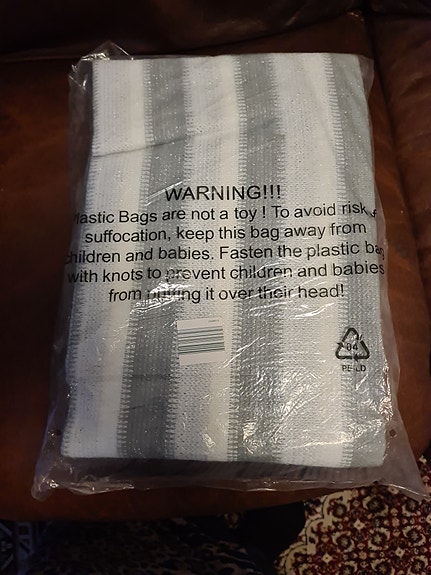 WARNING!!!
Plastic Bags are not a toy ! To avoid risk of
suffocation, keep this bag away from
children and babies. Fasten the plastic bag
with knots to prevent children and babies
from putting it over their head!
04
PE-LD